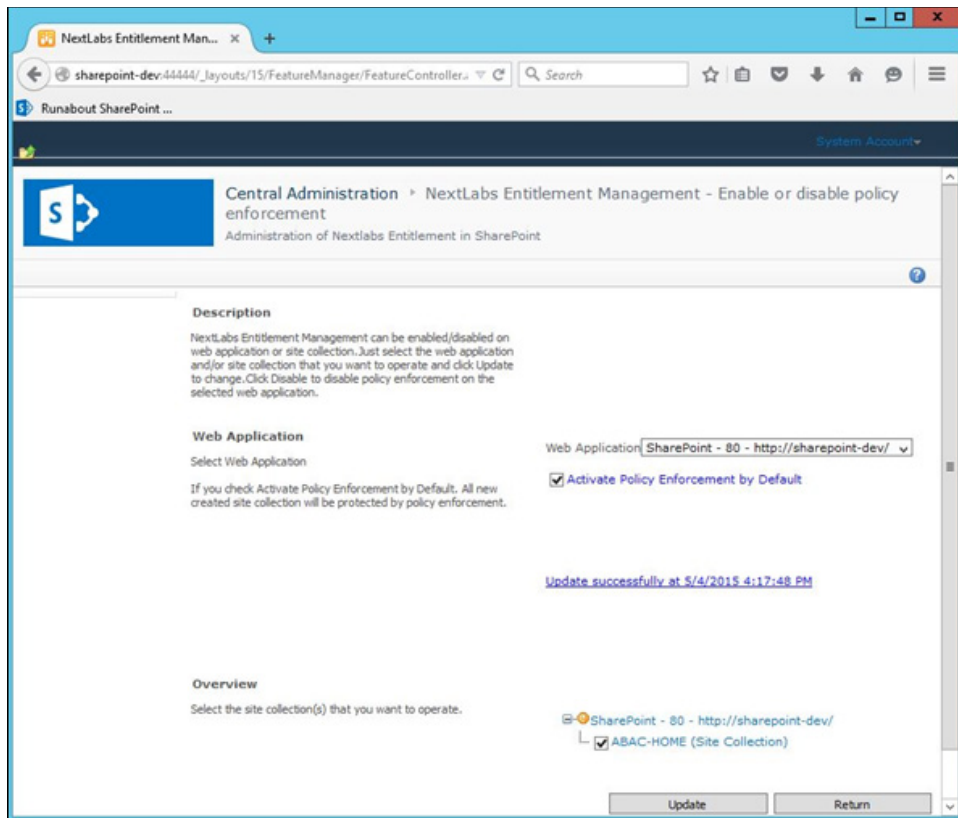 NextLabs Entitlement Man...
sharepoint-dev:44444/_layouts/15/FeatureManager/FeatureController.
Search
Runabout SharePoint ...
System Account
Central Administration ▸ NextLabs Entitlement Management - Enable or disable policy
enforcement
Administration of Nextlabs Entitlement in SharePoint
Description
NextLabs Entitlement Management can be enabled/disabled on
web application or site collection.Just select the web application
and/or site collection that you want to operate and click Update
to change.Click Disable to disable policy enforcement on the
selected web application.
Web Application
Web Application SharePoint - 80 - http://sharepoint-dev/
Select Web Application
Activate Policy Enforcement by Default
If you check Activate Policy Enforcement by Default. All new
created site collection will be protected by policy enforcement.
Update successfully at 5/4/2015 4:17:48 PM
Overview
Select the site collection(s) that you want to operate.
SharePoint - 80 - http://sharepoint-dev/
ABAC-HOME (Site Collection)
Update
Return